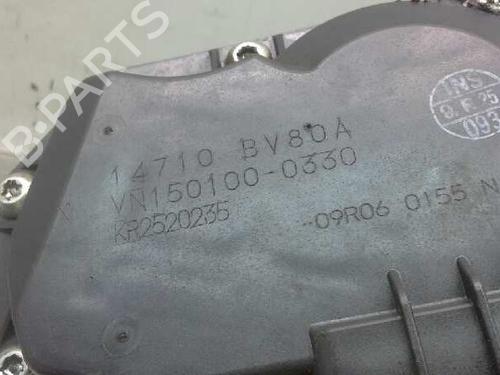 B-PARTS
14710 BV80A
VN150100-0330
KR2520235
-09R06 0155 N
INS
093